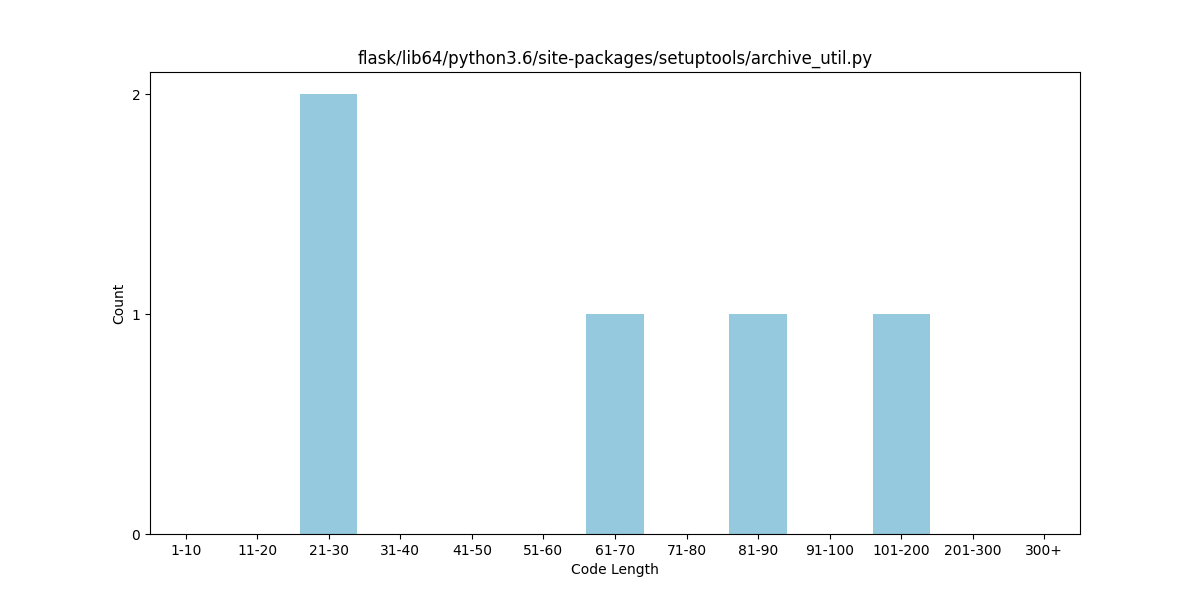 flask/lib64/python3.6/site-packages/setuptools/archive_util.py
2
1
0
Count
1-10 11-20 21-30 31-40 41-50 51-60 61-70 71-80 81-90 91-100 101-200 201-300 300+
Code Length